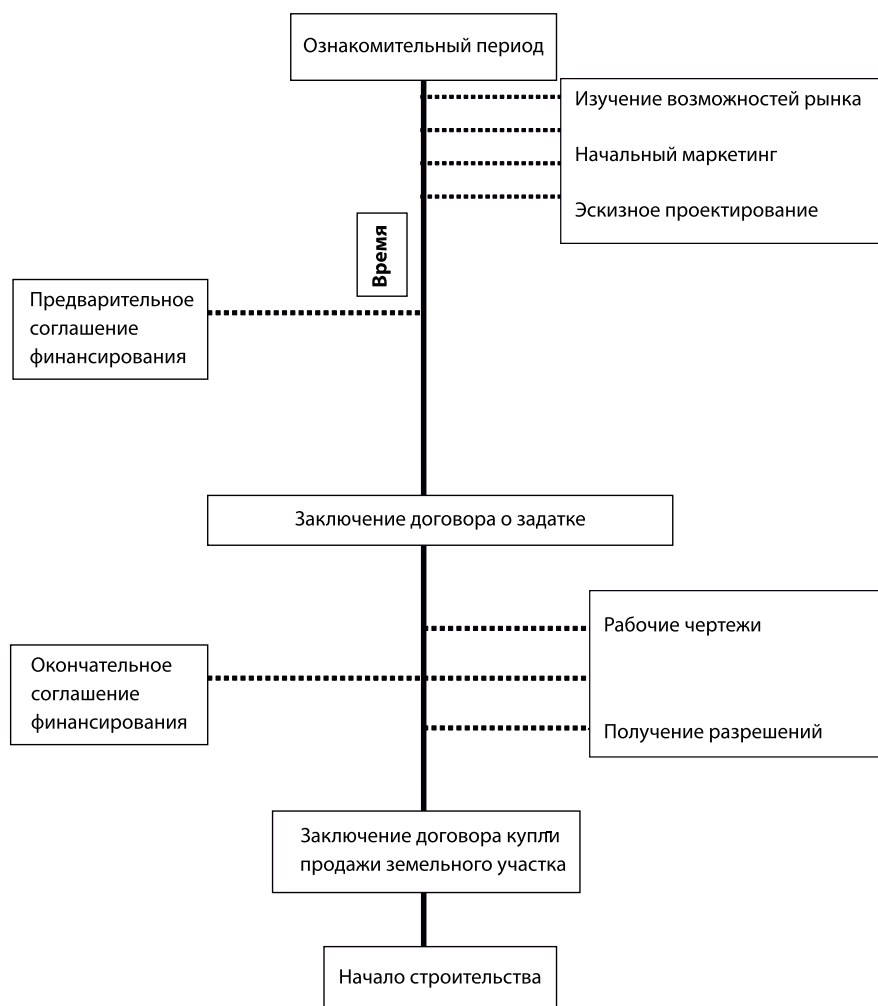 Ознакомительный период
Изучение возможностей рынка
Начальный маркетинг
Эскизное проектирование
Время
Предварительное
соглашение
финансирования
Заключение договора о задатке
Рабочие чертежи
Окончательное
соглашение
финансирования
Получение разрешений
Заключение договора купли-
продажи земельного участка
Начало строительства